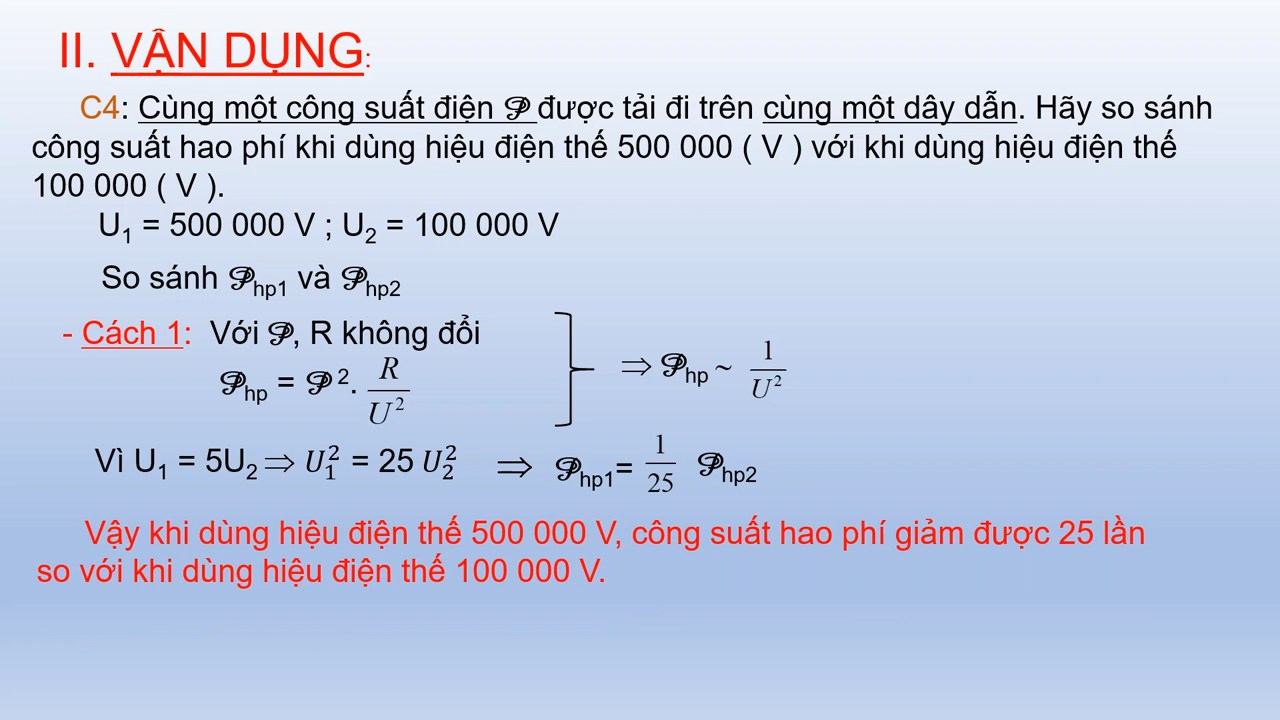 II. VẬN DỤNG:
C4: Cùng một công suất điện 𝒫 được tải đi trên cùng một dây dẫn. Hãy so sánh
công suất hao phí khi dùng hiệu điện thế 500 000 ( V ) với khi dùng hiệu điện thế
100 000 ( V ).
U₁ = 500 000 V ; U₂ = 100 000 V
So sánh 𝒫hp1 và 𝒫hp2
- Cách 1: Với 𝒫, R không đổi
𝒫hp = 𝒫 ². R/U² ⇒ 𝒫hp ~ 1/U²
Vì U₁ = 5U₂ ⇒ U₁² = 25 U₂² ⇒ 𝒫hp1 = 1/25 𝒫hp2
Vậy khi dùng hiệu điện thế 500 000 V, công suất hao phí giảm được 25 lần
so với khi dùng hiệu điện thế 100 000 V.